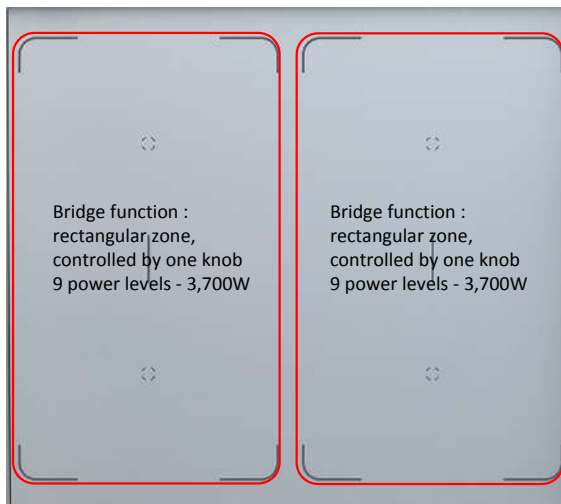 Bridge function :
rectangular zone,
controlled by one knob
9 power levels - 3,700W
Bridge function :
rectangular zone,
controlled by one knob
9 power levels - 3,700W